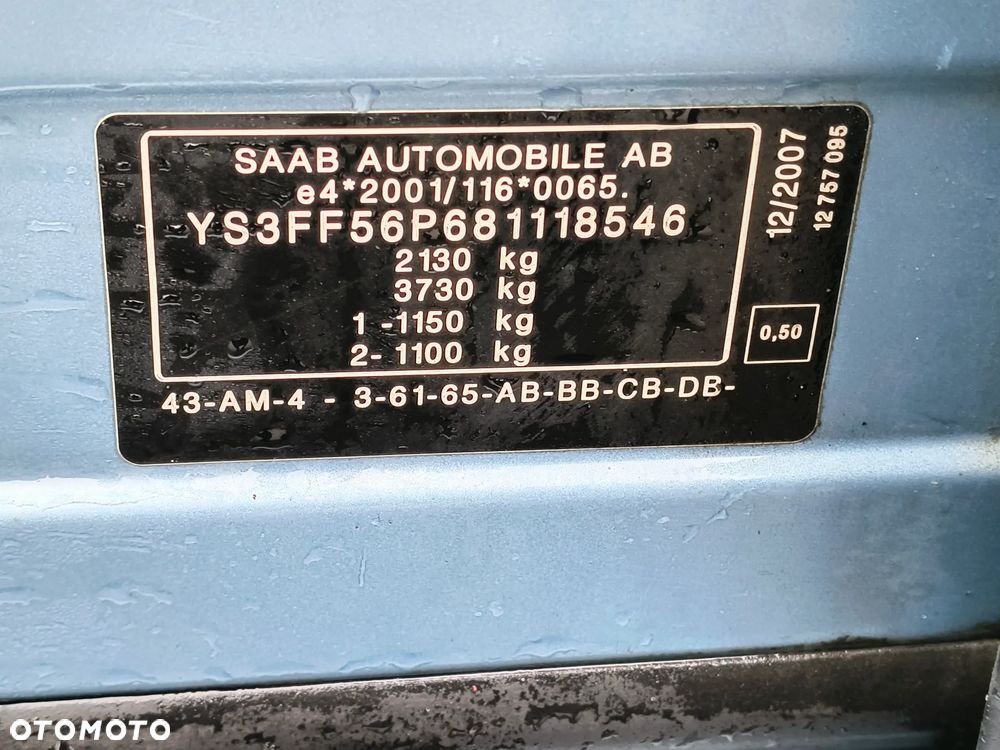 SAAB AUTOMOBILE AB
e4*2001/116*0065.
YS3FF56P681118546
2130 kg
3730 kg
1 -1150 kg
2- 1100 kg
43-AM-4 - 3-61-65-AB-BB-CB-DB-
12/2007
12 757 095
0,50
OTOMOTO